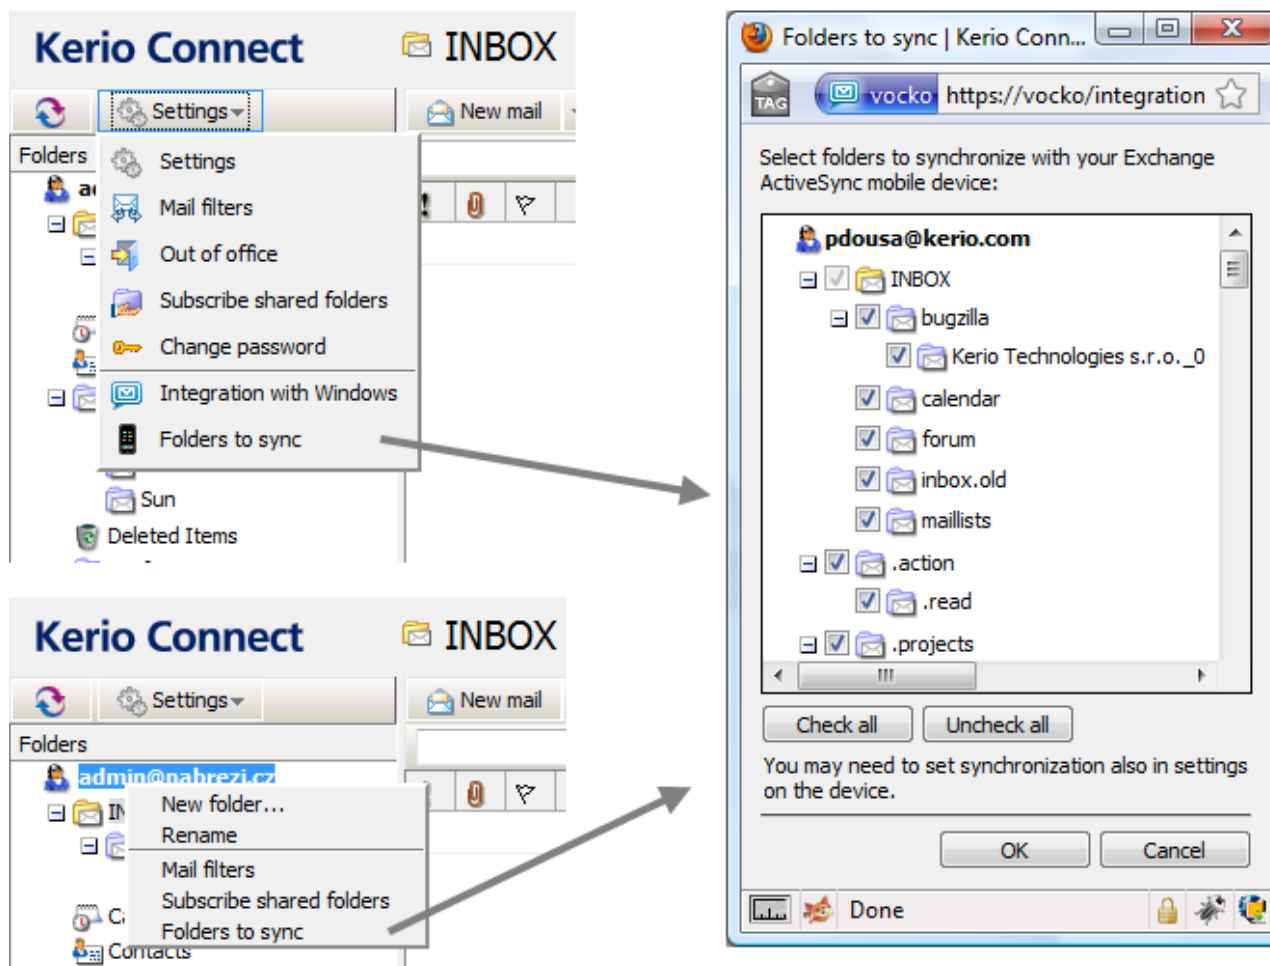 Kerio Connect
INBOX
Settings
New mail
Folders
Settings
Mail filters
Out of office
Subscribe shared folders
Change password
Integration with Windows
Folders to sync
Sun
Deleted Items
Kerio Connect
INBOX
Settings
New mail
Folders
admin@nabrezi.cz
New folder...
Rename
Mail filters
Subscribe shared folders
Folders to sync
Contacts
Folders to sync | Kerio Conn...
TAG
vocko https://vocko/integration
Select folders to synchronize with your Exchange
ActiveSync mobile device:
pdousa@kerio.com
INBOX
bugzilla
Kerio Technologies s.r.o._0
calendar
forum
inbox.old
maillists
.action
.read
.projects
Check all
Uncheck all
You may need to set synchronization also in settings
on the device.
OK
Cancel
Done